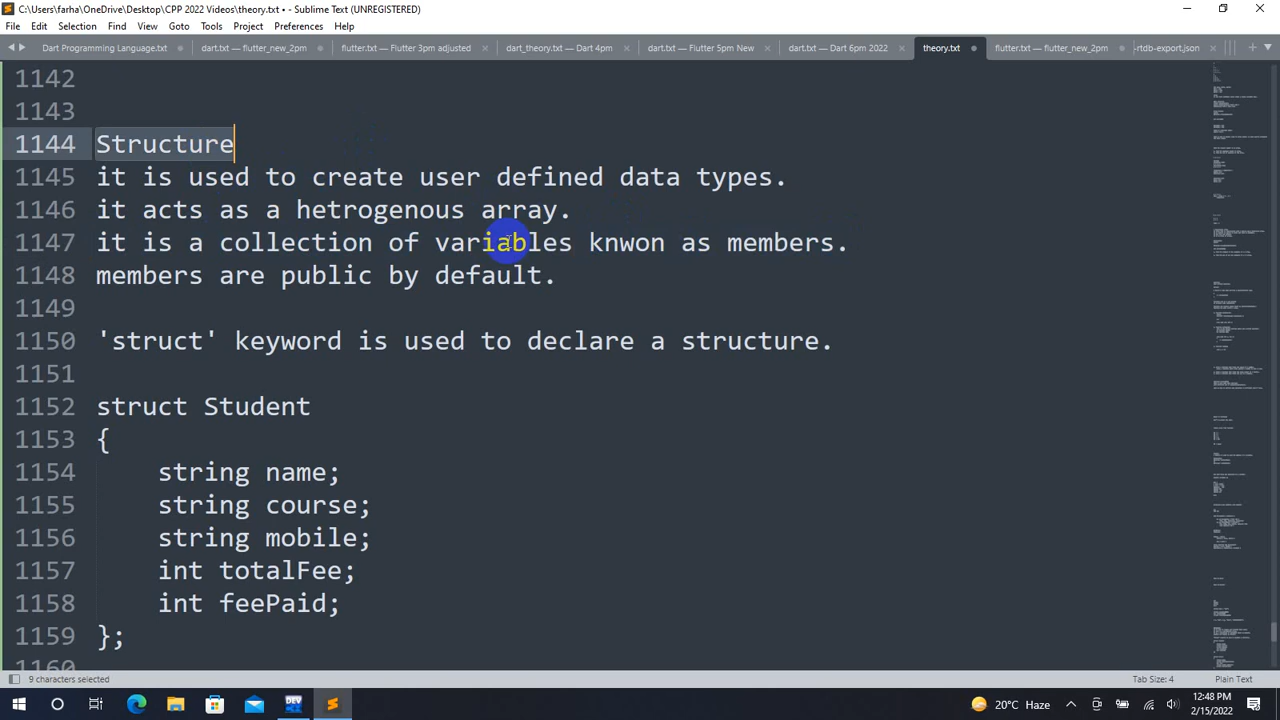 C:\Users\farha\OneDrive\Desktop\CPP 2022 Videos\theory.txt • - Sublime Text (UNREGISTERED)
File Edit Selection Find View Goto Tools Project Preferences Help
Dart Programming Language.txt dart.txt — flutter_new_2pm flutter.txt — Flutter 3pm adjusted dart_theory.txt — Dart 4pm dart.txt — Flutter 5pm New dart.txt — Dart 6pm 2022 theory.txt flutter.txt — flutter_new_2pm -rtdb-export.json
1142
1143
1144 Structure
1145 it is used to create user dffined data types.
1146 it acts as a hetrogenous array.
1147 it is a collection of variables knwon as members.
1148 members are public by default.
1149
1150 'struct' keyword is used to declare a structure.
1151
1152 struct Student
1153 {
1154 string name;
1155 string course;
1156 string mobile;
1157 int totalFee;
1158 int feePaid;
1159 };
1160
9 characters selected Tab Size: 4 Plain Text
DEV 20°C Haze 12:48 PM
2/15/2022